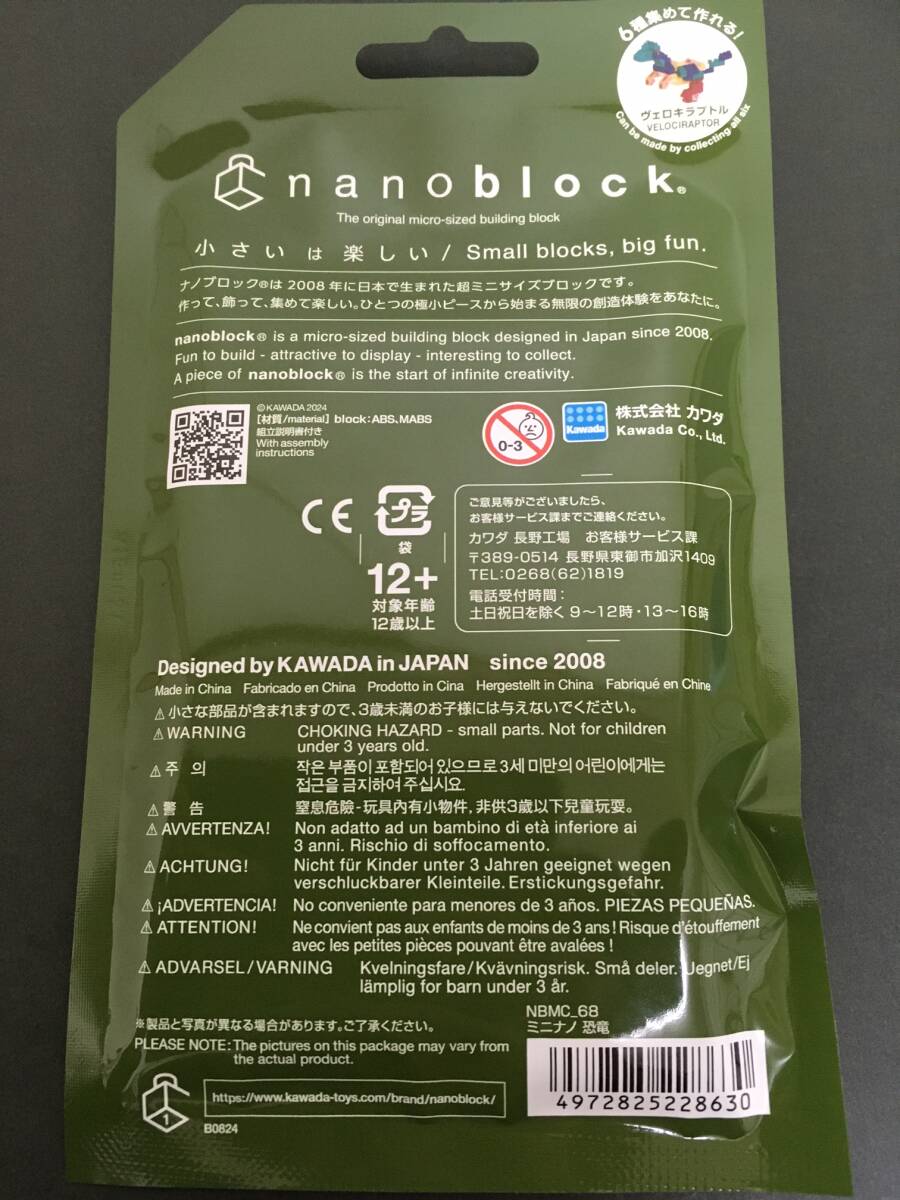 6種集めて作れる!
ヴェロキラプトル
VELOCIRAPTOR
Can be made by collecting all six
nanoblock®
The original micro-sized building block
小さいは楽しい / Small blocks, big fun.
ナノブロック®は2008年に日本で生まれた超ミニサイズブロックです。
作って、飾って、集めて楽しい。ひとつの極小ピースから始まる無限の創造体験をあなたに。
nanoblock® is a micro-sized building block designed in Japan since 2008.
Fun to build - attractive to display - interesting to collect.
A piece of nanoblock® is the start of infinite creativity.
© KAWADA 2024
[材質/material] block:ABS,MABS
組立説明書付き
With assembly
instructions
0-3
Kawada
株式会社 カワダ
Kawada Co., Ltd.
CE
プラ
袋
12+
対象年齢
12歳以上
ご意見等がございましたら、
お客様サービス課までご連絡ください。
カワダ 長野工場 お客様サービス課
〒389-0514 長野県東御市加沢1409
TEL:0268(62)1819
電話受付時間:
土日祝日を除く 9〜12時・13〜16時
Designed by KAWADA in JAPAN since 2008
Made in China Fabricado en China Prodotto in Cina Hergestellt in China Fabriqué en Chine
⚠小さな部品が含まれますので、3歳未満のお子様には与えないでください。
⚠WARNING CHOKING HAZARD - small parts. Not for children
under 3 years old.
⚠주 의 작은 부품이 포함되어 있으므로 3세 미만의 어린이에게는
접근을 금지하여 주십시요.
⚠警 告 窒息危險-玩具內有小物件, 非供3歲以下兒童玩耍。
⚠AVVERTENZA! Non adatto ad un bambino di età inferiore ai
3 anni. Rischio di soffocamento.
⚠ACHTUNG! Nicht für Kinder unter 3 Jahren geeignet wegen
verschluckbarer Kleinteile. Erstickungsgefahr.
⚠¡ADVERTENCIA! No conveniente para menores de 3 años. PIEZAS PEQUEÑAS.
⚠ATTENTION! Ne convient pas aux enfants de moins de 3 ans ! Risque d'étouffement
avec les petites pièces pouvant être avalées !
⚠ADVARSEL/VARNING Kvelningsfare/Kvävningsrisk. Små deler. Uegnet/Ej
lämplig for barn under 3 år.
NBMC_68
ミニナノ 恐竜
※製品と写真が異なる場合があります。ご了承ください。
PLEASE NOTE: The pictures on this package may vary from
the actual product.
4972825228630
1
https://www.kawada-toys.com/brand/nanoblock/
B0824